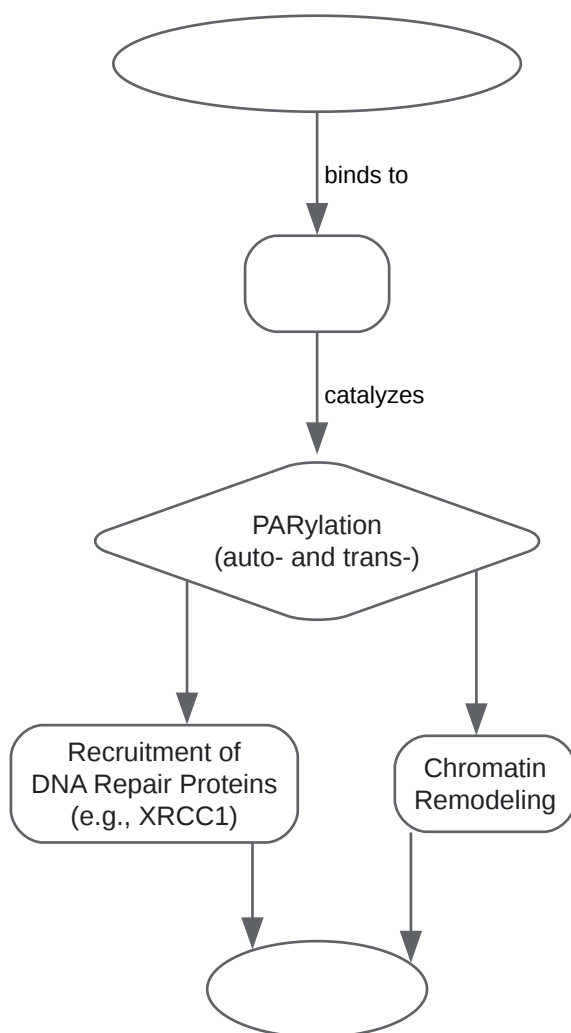 binds to
catalyzes
PARylation
(auto- and trans-)
Recruitment of
DNA Repair Proteins
(e.g., XRCC1)
Chromatin
Remodeling